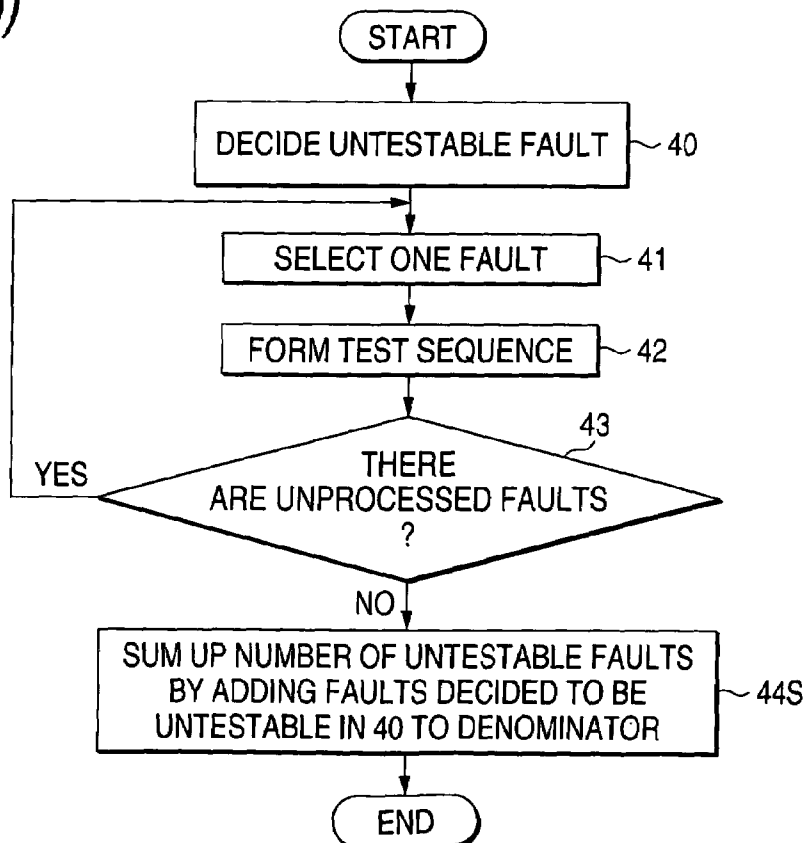 START
DECIDE UNTESTABLE FAULT
40
SELECT ONE FAULT
41
FORM TEST SEQUENCE
42
43
THERE
ARE UNPROCESSED FAULTS
?
YES
NO
SUM UP NUMBER OF UNTESTABLE FAULTS
BY ADDING FAULTS DECIDED TO BE
UNTESTABLE IN 40 TO DENOMINATOR
44S
END